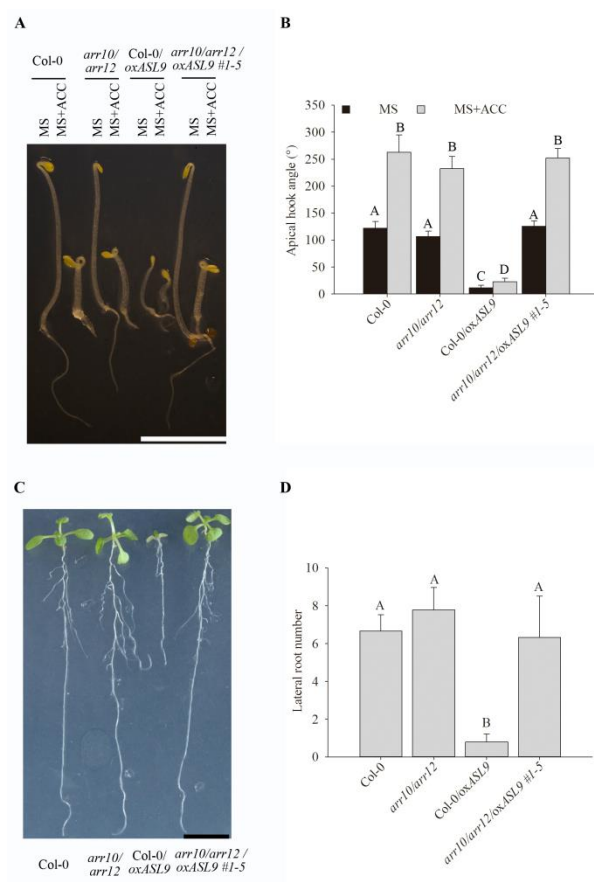 A
Col-0
arr10/
arr12
Col-0/
oxASL9
arr10/arr12 /
oxASL9 #1-5
MS
MS+ACC
MS
MS+ACC
MS
MS+ACC
MS
MS+ACC
B
MS
MS+ACC
Apical hook angle (°)
350
300
250
200
150
100
50
0
A
B
A
B
C
D
A
B
Col-0
arr10/arr12
Col-0/oxASL9
arr10/arr12/oxASL9 #1-5
C
Col-0
arr10/
arr12
Col-0/
oxASL9
arr10/arr12 /
oxASL9 #1-5
D
Lateral root number
10
8
6
4
2
0
A
A
B
A
Col-0
arr10/arr12
Col-0/oxASL9
arr10/arr12/oxASL9 #1-5